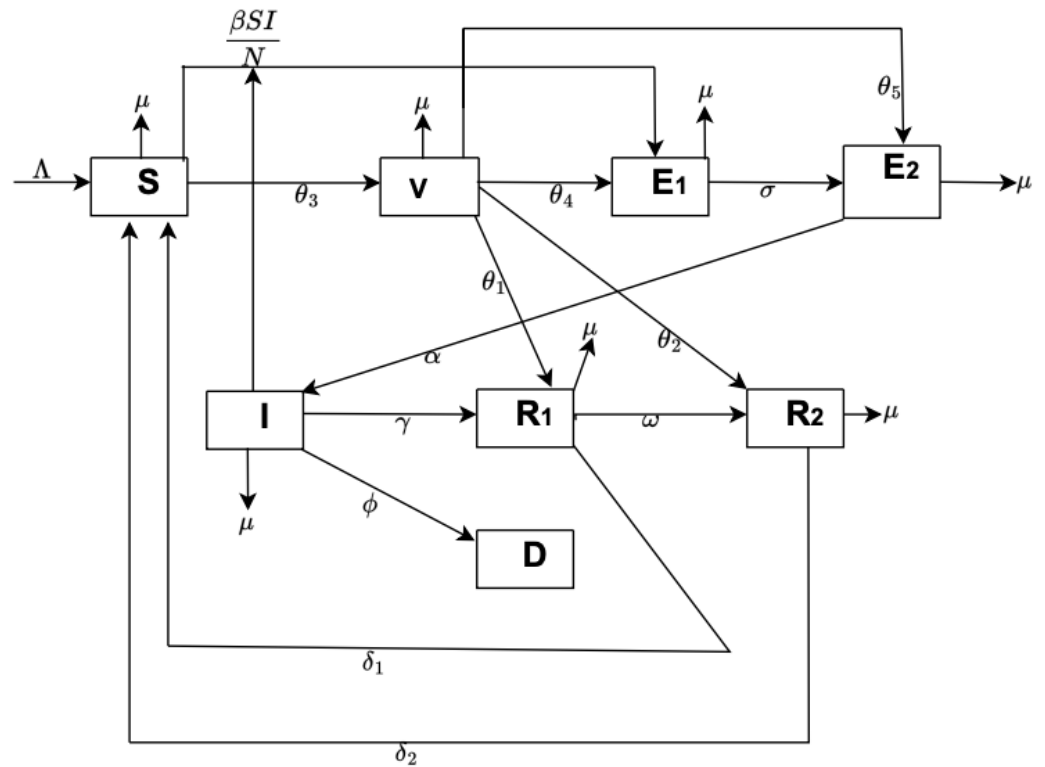 βSI
N
θ₅
μ
μ
μ
Λ
S
θ₃
v
θ₄
E₁
σ
E₂
μ
θ₁
θ₂
μ
α
I
γ
R₁
ω
R₂
μ
μ
ϕ
D
δ₁
δ₂